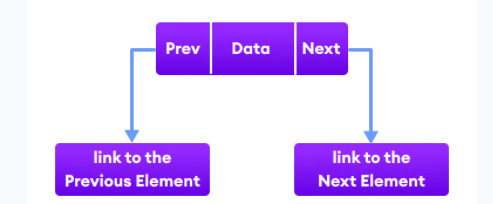 Prev Data Next
link to the
Previous Element
link to the
Next Element